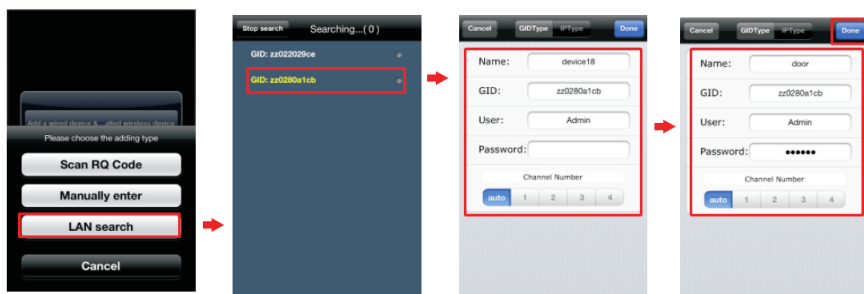 Add a wired device &...alled wireless device
Please choose the adding type
Scan RQ Code
Manually enter
LAN search
Cancel
Stop search
Searching...( 0 )
GID: zz022029ce
GID: zz0280a1cb
Cancel
GIDType
IPType
Done
Name:
device18
GID:
zz0280a1cb
User:
Admin
Password:
Channel Number
auto 1 2 3 4
Cancel
GIDType
IPType
Done
Name:
door
GID:
zz0280a1cb
User:
Admin
Password:
••••••
Channel Number
auto 1 2 3 4